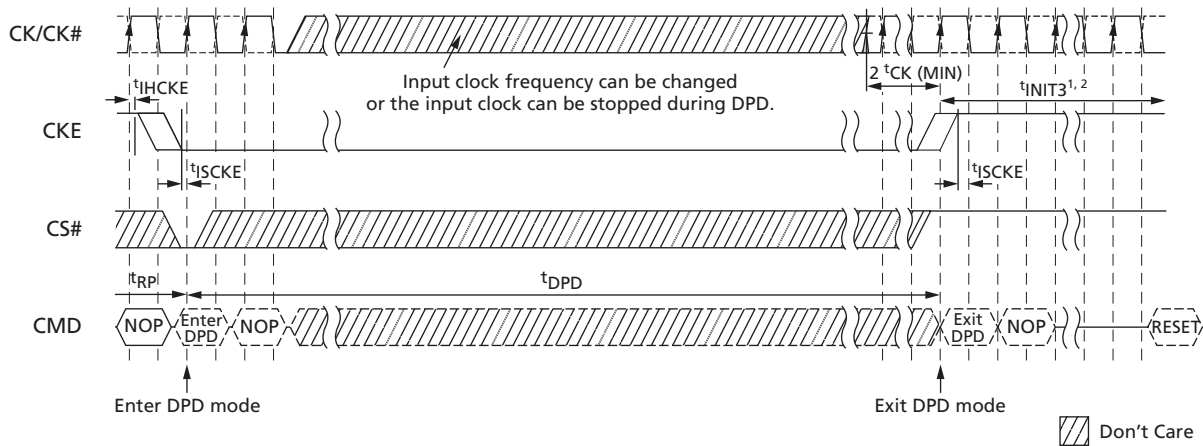 CK/CK#
2 tCK (MIN)
Input clock frequency can be changed
or the input clock can be stopped during DPD.
tIHCKE
tINIT3 1, 2
CKE
tISCKE
tISCKE
CS#
tRP
tDPD
CMD
NOP
Enter
DPD
NOP
Exit
DPD
NOP
RESET
Enter DPD mode
Exit DPD mode
Don't Care